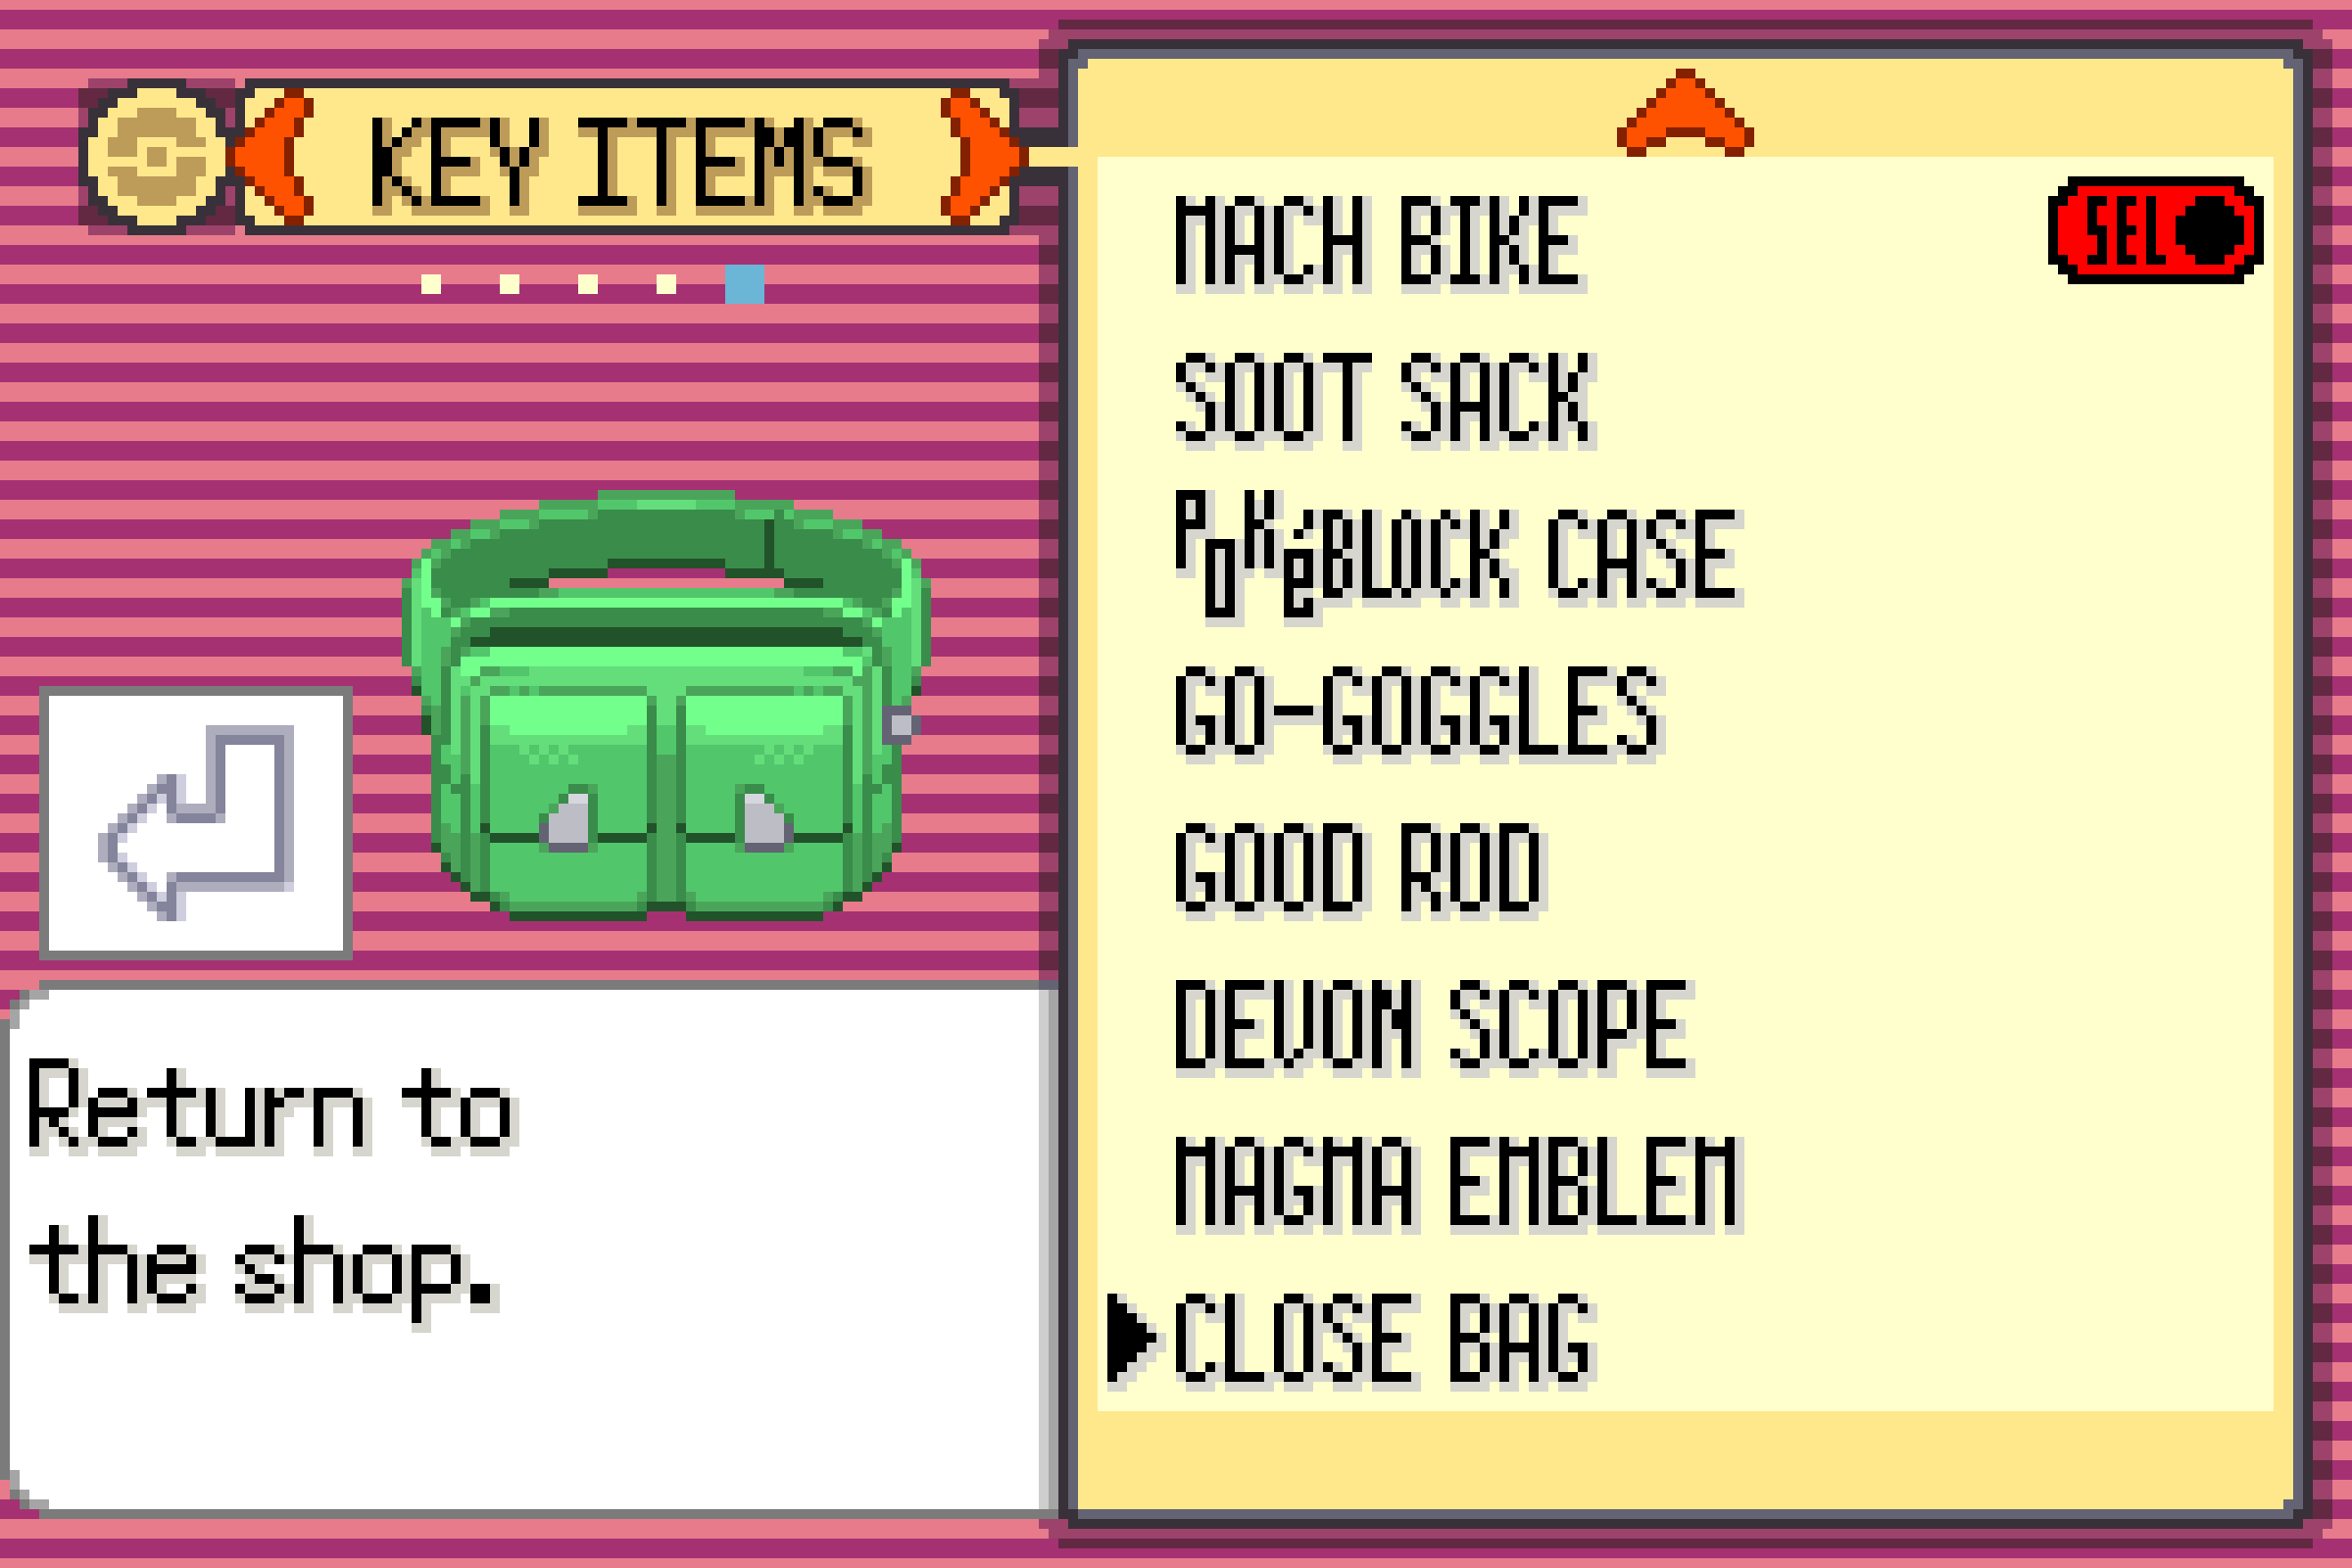 KEY ITEMS
MACH BIKE
SEL
SOOT SACK
POKéBLOCK CASE
GO-GOGGLES
GOOD ROD
DEVON SCOPE
MAGMA EMBLEM
CLOSE BAG
Return to
the shop.